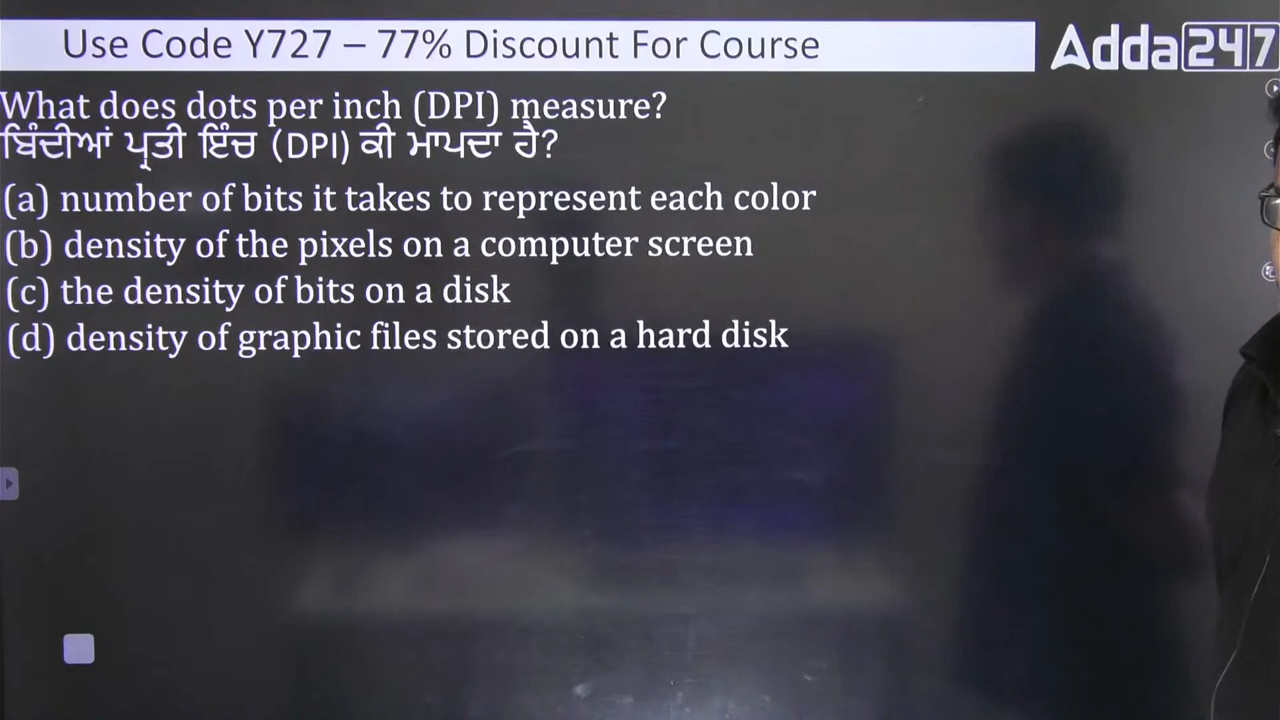 Use Code Y727 – 77% Discount For Course
Adda247
What does dots per inch (DPI) measure?
ਬਿੰਦੀਆਂ ਪ੍ਰਤੀ ਇੰਚ (DPI) ਕੀ ਮਾਪਦਾ ਹੈ?
(a) number of bits it takes to represent each color
(b) density of the pixels on a computer screen
(c) the density of bits on a disk
(d) density of graphic files stored on a hard disk